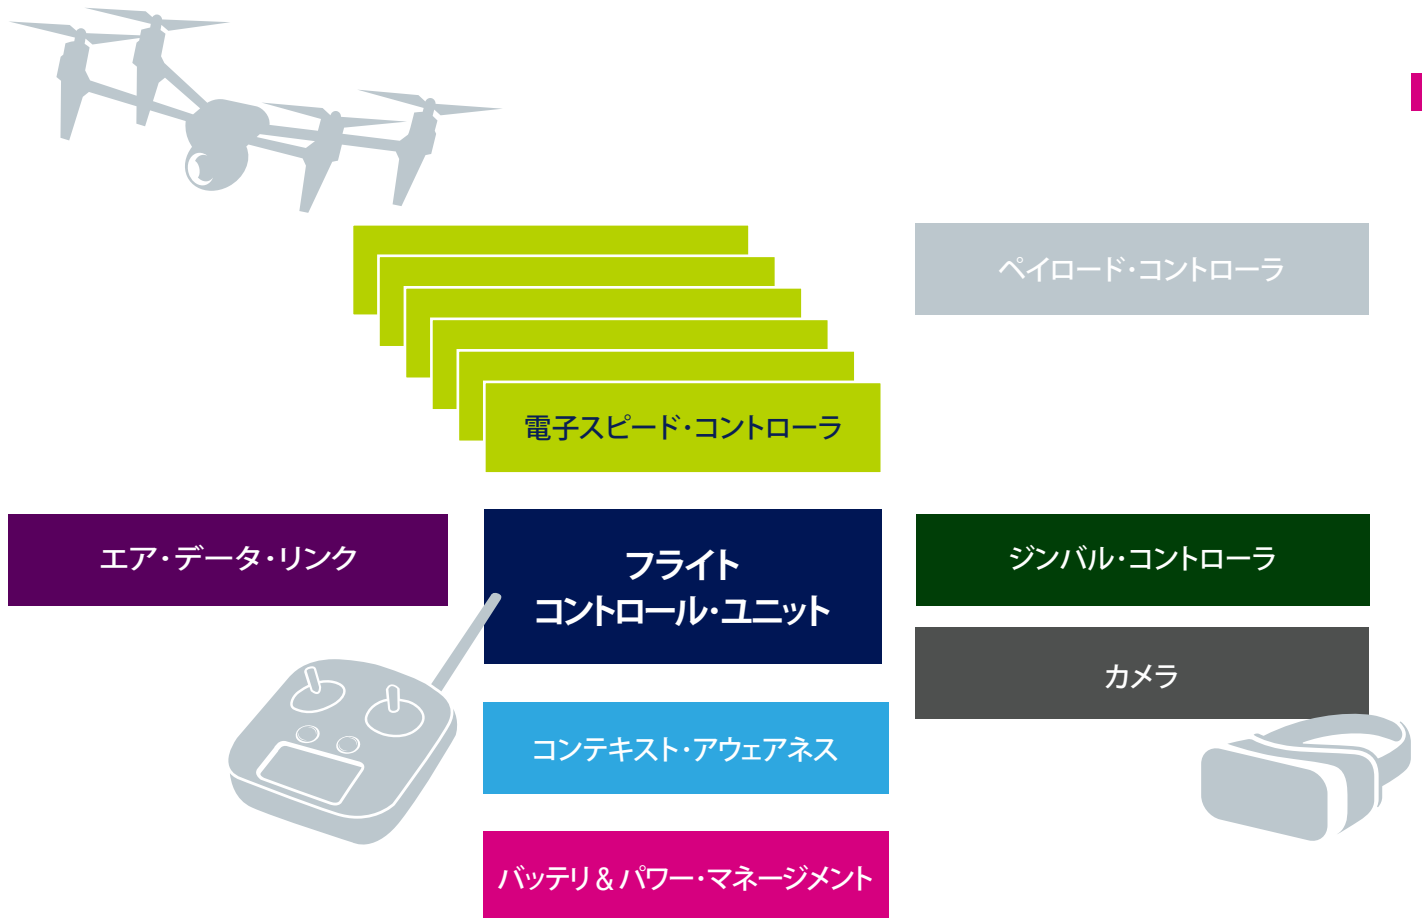 ペイロード・コントローラ
電子スピード・コントローラ
エア・データ・リンク
フライト
コントロール・ユニット
ジンバル・コントローラ
カメラ
コンテキスト・アウェアネス
バッテリ & パワー・マネージメント